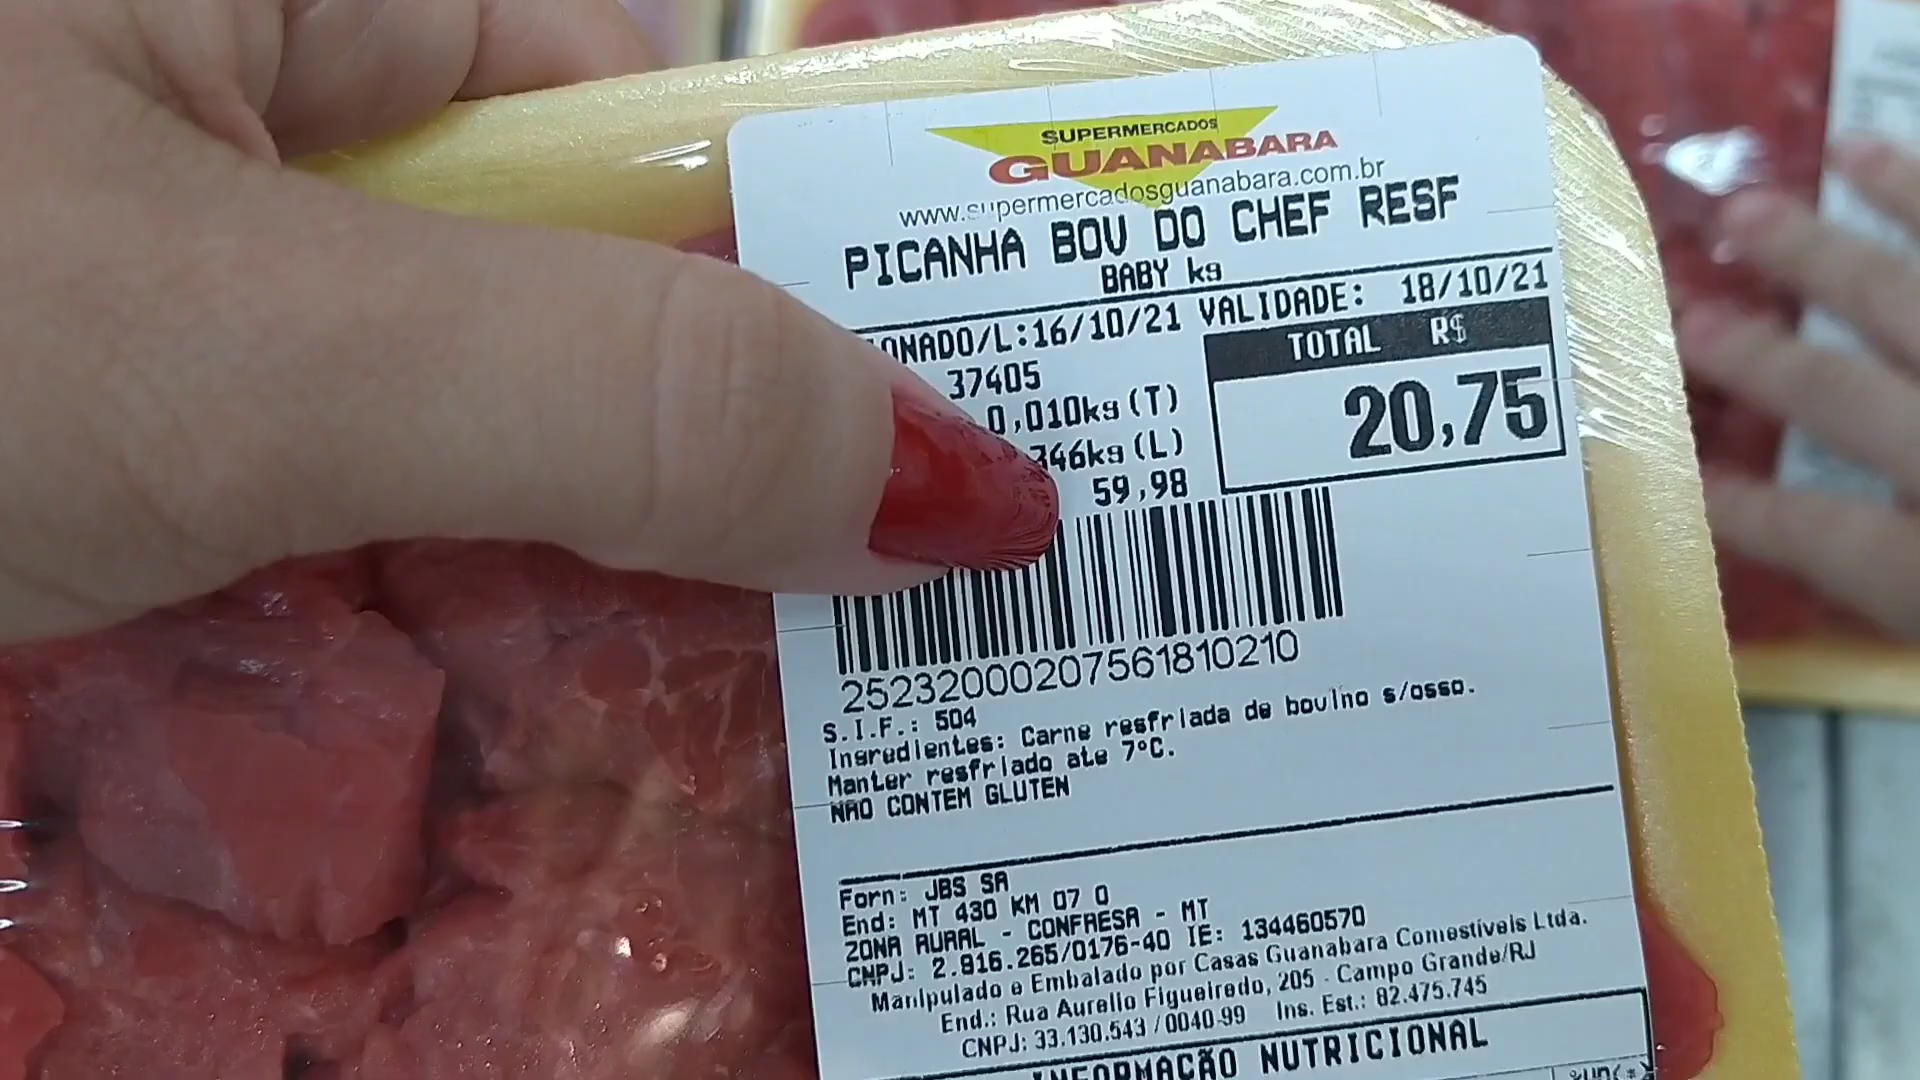 SUPERMERCADOS
GUANABARA
www.supermercadosguanabara.com.br
PICANHA BOV DO CHEF RESF
BABY kg
ONADO/L:16/10/21 VALIDADE: 18/10/21
37405
TOTAL R$
0,010kg (T)
346kg (L)
20,75
59,98
25232000207561810210
S.I.F.: 504
Ingredientes: Carne resfriada de bovino s/osso.
Manter resfriado ate 7°C.
NAO CONTEM GLUTEN
Forn: JBS SA
End: MT 430 KM 07 0
ZONA RURAL - CONFRESA - MT
CNPJ: 2.916.265/0176-40 IE: 134460570
Manipulado e Embalado por Casas Guanabara Comestíveis Ltda.
End.: Rua Aurelio Figueiredo, 205 - Campo Grande/RJ
CNPJ: 33.130.543 / 0040-99 Ins. Est.: 82.475.745
INFORMAÇÃO NUTRICIONAL